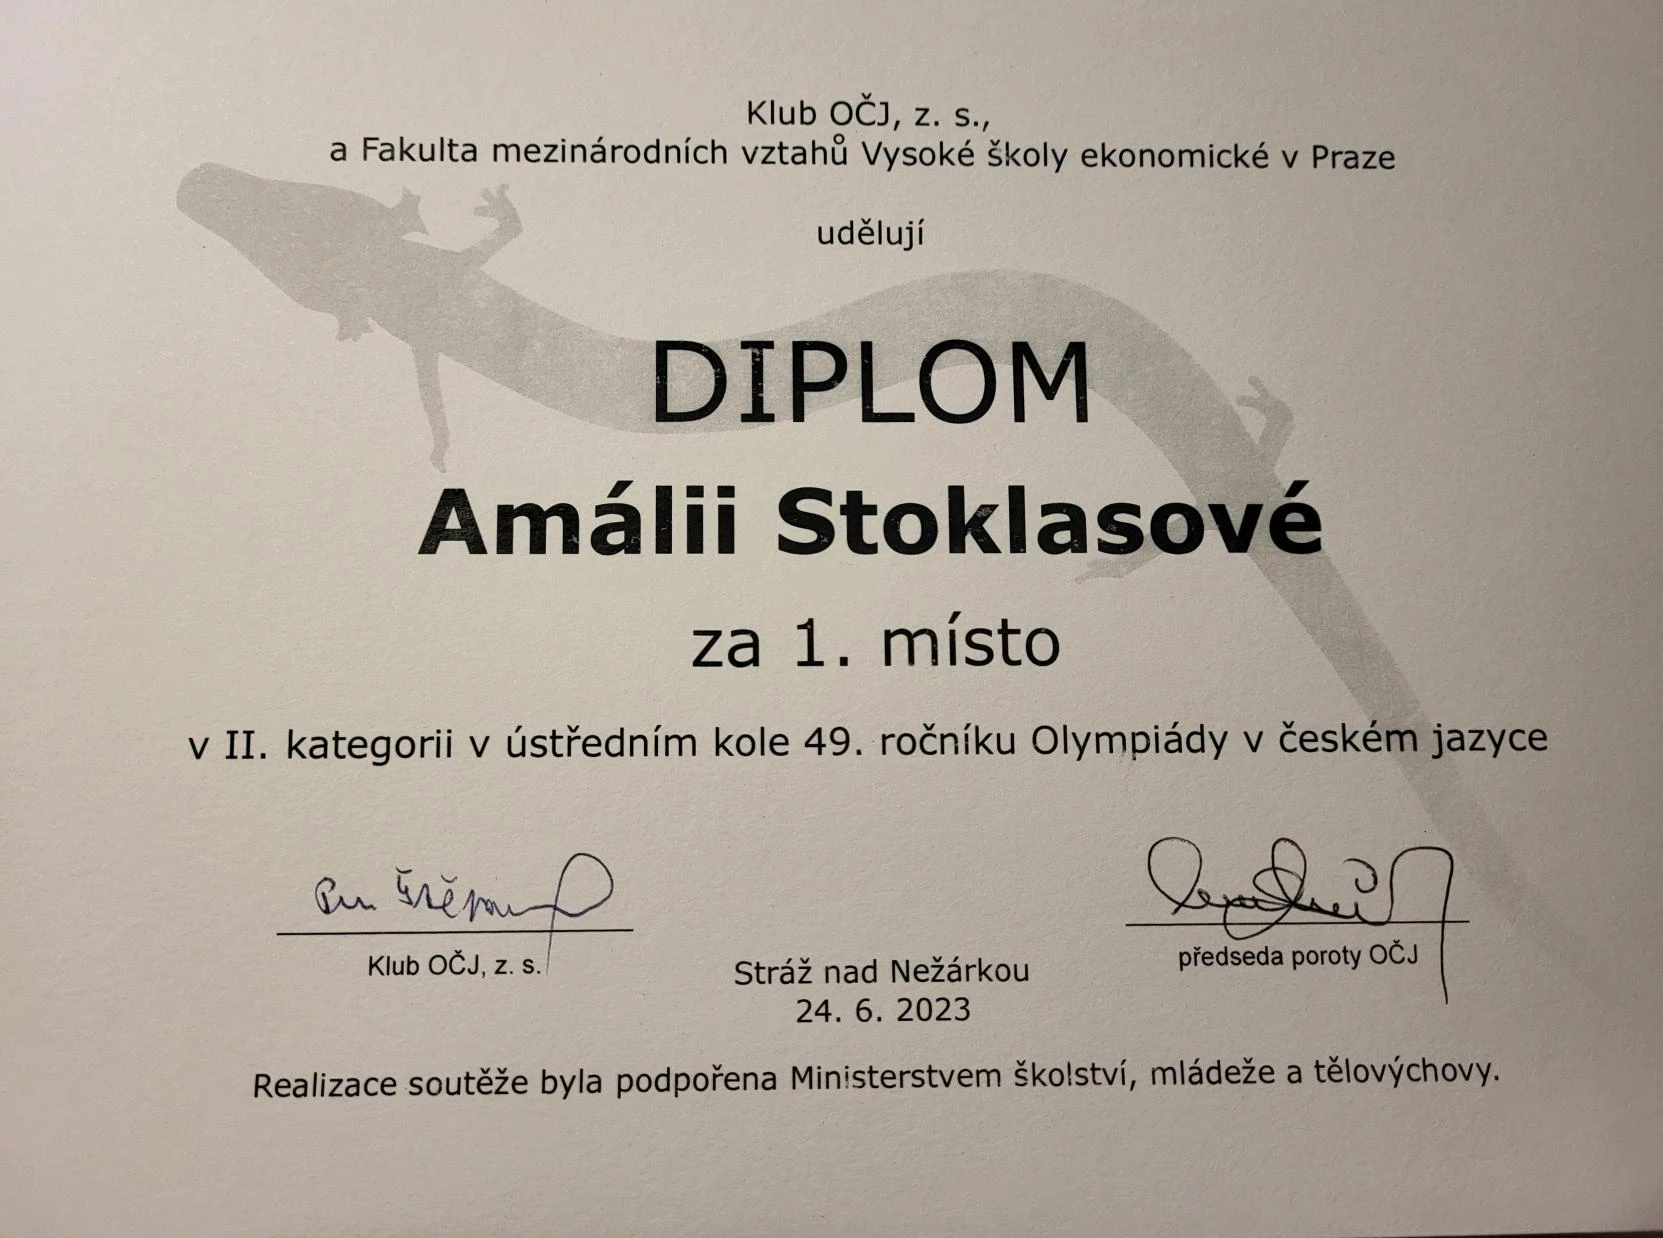 Klub OČJ, z. s.,
a Fakulta mezinárodních vztahů Vysoké školy ekonomické v Praze
udělují
DIPLOM
Amálii Stoklasové
za 1. místo
v II. kategorii v ústředním kole 49. ročníku Olympiády v českém jazyce
Klub OČJ, z. s.
předseda poroty OČJ
Stráž nad Nežárkou
24. 6. 2023
Realizace soutěže byla podpořena Ministerstvem školství, mládeže a tělovýchovy.